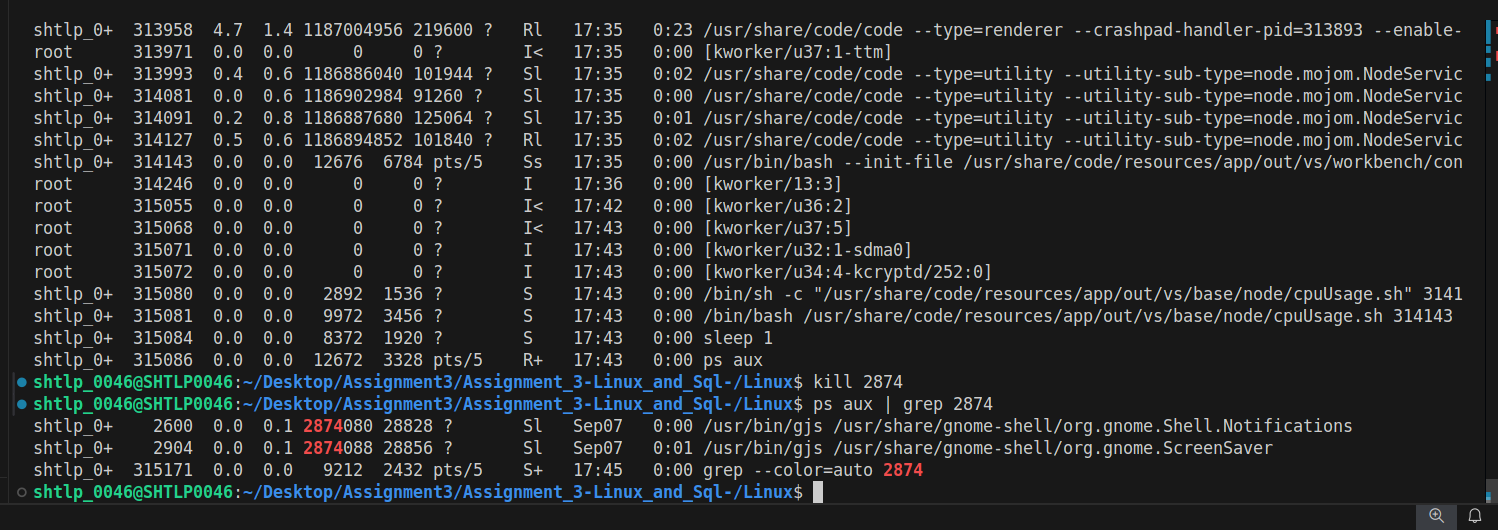 shtlp_0+  313958  4.7  1.4 1187004956 219600 ?   Rl   17:35   0:23 /usr/share/code/code --type=renderer --crashpad-handler-pid=313893 --enable-
root      313971  0.0  0.0      0     0 ?        I<   17:35   0:00 [kworker/u37:1-ttm]
shtlp_0+  313993  0.4  0.6 1186886040 101944 ?   Sl   17:35   0:02 /usr/share/code/code --type=utility --utility-sub-type=node.mojom.NodeServic
shtlp_0+  314081  0.0  0.6 1186902984 91260 ?    Sl   17:35   0:00 /usr/share/code/code --type=utility --utility-sub-type=node.mojom.NodeServic
shtlp_0+  314091  0.2  0.8 1186887680 125064 ?   Sl   17:35   0:01 /usr/share/code/code --type=utility --utility-sub-type=node.mojom.NodeServic
shtlp_0+  314127  0.5  0.6 1186894852 101840 ?   Rl   17:35   0:02 /usr/share/code/code --type=utility --utility-sub-type=node.mojom.NodeServic
shtlp_0+  314143  0.0  0.0  12676  6784 pts/5    Ss   17:35   0:00 /usr/bin/bash --init-file /usr/share/code/resources/app/out/vs/workbench/con
root      314246  0.0  0.0      0     0 ?        I    17:36   0:00 [kworker/13:3]
root      315055  0.0  0.0      0     0 ?        I<   17:42   0:00 [kworker/u36:2]
root      315068  0.0  0.0      0     0 ?        I<   17:43   0:00 [kworker/u37:5]
root      315071  0.0  0.0      0     0 ?        I    17:43   0:00 [kworker/u32:1-sdma0]
root      315072  0.0  0.0      0     0 ?        I    17:43   0:00 [kworker/u34:4-kcryptd/252:0]
shtlp_0+  315080  0.0  0.0   2892  1536 ?        S    17:43   0:00 /bin/sh -c "/usr/share/code/resources/app/out/vs/base/node/cpuUsage.sh" 3141
shtlp_0+  315081  0.0  0.0   9972  3456 ?        S    17:43   0:00 /bin/bash /usr/share/code/resources/app/out/vs/base/node/cpuUsage.sh 314143
shtlp_0+  315084  0.0  0.0   8372  1920 ?        S    17:43   0:00 sleep 1
shtlp_0+  315086  0.0  0.0  12672  3328 pts/5    R+   17:43   0:00 ps aux
shtlp_0046@SHTLP0046:~/Desktop/Assignment3/Assignment_3-Linux_and_Sql-/Linux$ kill 2874
shtlp_0046@SHTLP0046:~/Desktop/Assignment3/Assignment_3-Linux_and_Sql-/Linux$ ps aux | grep 2874
shtlp_0+    2600  0.0  0.1 2874080 28828 ?       Sl   Sep07   0:00 /usr/bin/gjs /usr/share/gnome-shell/org.gnome.Shell.Notifications
shtlp_0+    2904  0.0  0.1 2874088 28856 ?       Sl   Sep07   0:01 /usr/bin/gjs /usr/share/gnome-shell/org.gnome.ScreenSaver
shtlp_0+  315171  0.0  0.0   9212  2432 pts/5    S+   17:45   0:00 grep --color=auto 2874
shtlp_0046@SHTLP0046:~/Desktop/Assignment3/Assignment_3-Linux_and_Sql-/Linux$